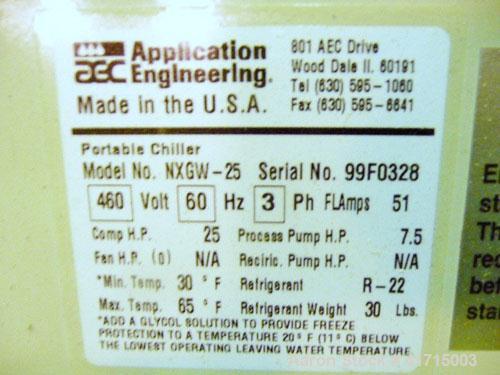 AEC Application Engineering.
801 AEC Drive
Wood Dale Il. 60191
Tel (630) 595-1060
Made in the U.S.A. Fax (630) 595-6641
Portable Chiller
Model No. NXGW-25 Serial No. 99F0328
460 Volt 60 Hz 3 Ph FLAmps 51
Comp H.P. 25 Process Pump H.P. 7.5
Fan H.P. (0) N/A Recirc. Pump H.P. N/A
*Min. Temp. 30 °F Refrigerant R-22
Max. Temp. 65 °F Refrigerant Weight 30 Lbs.
*ADD A GLYCOL SOLUTION TO PROVIDE FREEZE
PROTECTION TO A TEMPERATURE 20° F (11° C) BELOW
THE LOWEST OPERATING LEAVING WATER TEMPERATURE.